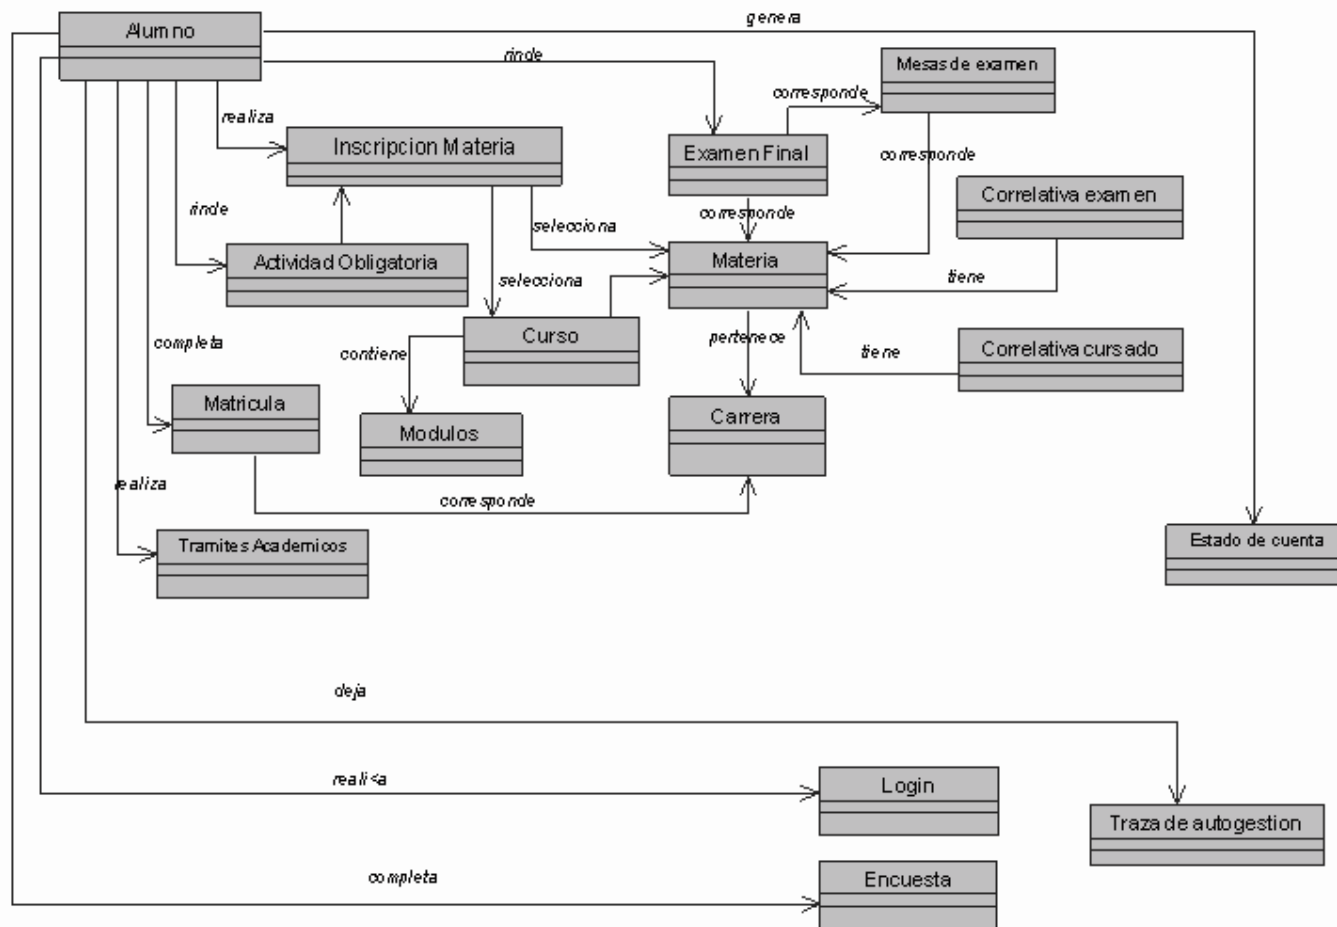 genera
Alumno
rinde
Mesas de examen
corresponde
realiza
Inscripcion Materia
Examen Final
corresponde
Correlativa examen
rinde
corresponde
selecciona
Actividad Obligatoria
Materia
selecciona
tiene
Curso
completa
contiene
pertenece
tiene
Correlativa cursado
Matricula
Modulos
Carrera
realiza
corresponde
Tramites Academicos
Estado de cuenta
deja
reali<a
Login
Traza de autogestion
completa
Encuesta